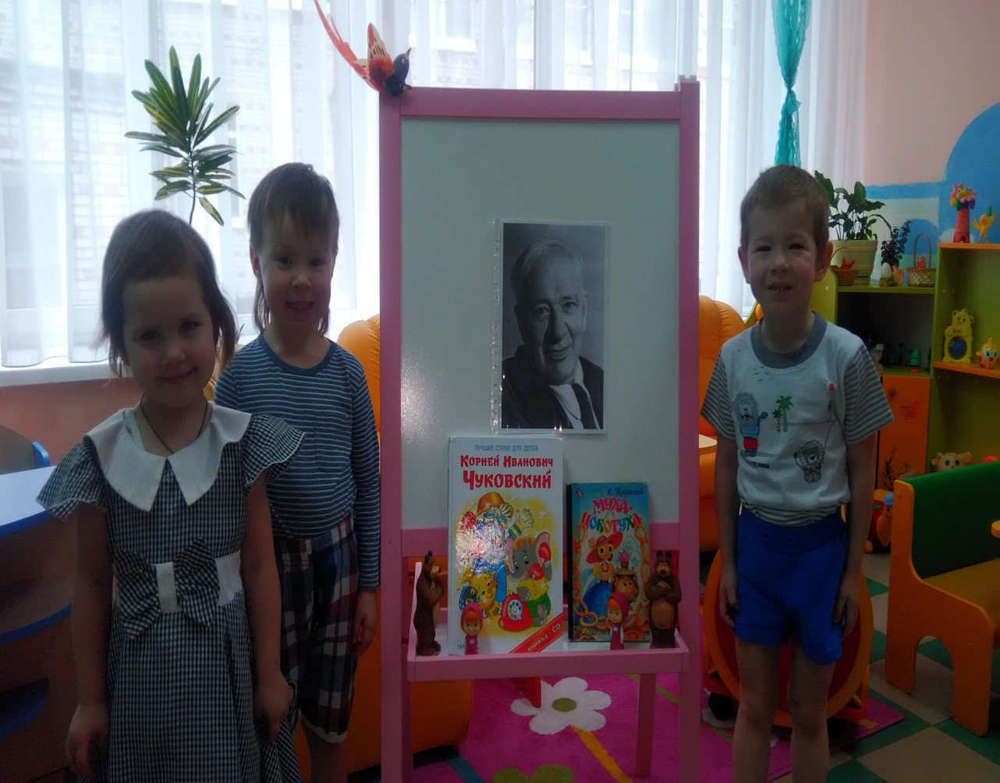 ЛУЧШИЕ СТИХИ ДЛЯ ДЕТЕЙ
КОРНЕЙ ИВАНОВИЧ
ЧУКОВСКИЙ
КНИЖКА CD
К. Чуковский
МУХА-
ЦОКОТУХА